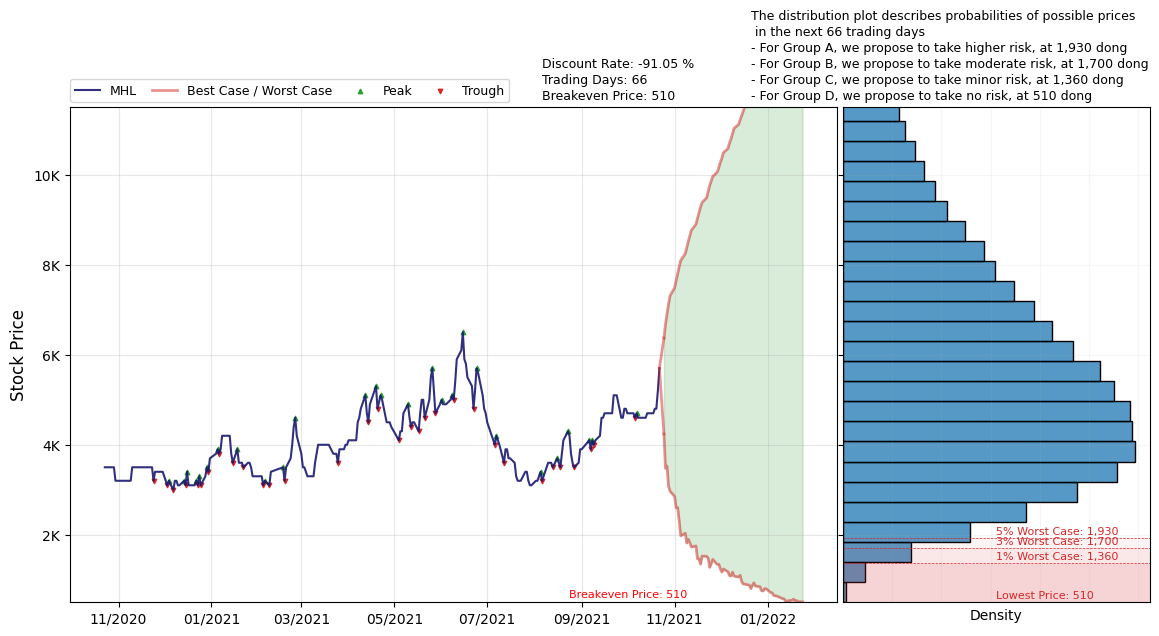 The distribution plot describes probabilities of possible prices
in the next 66 trading days
- For Group A, we propose to take higher risk, at 1,930 dong
- For Group B, we propose to take moderate risk, at 1,700 dong
- For Group C, we propose to take minor risk, at 1,360 dong
- For Group D, we propose to take no risk, at 510 dong
Discount Rate: -91.05 %
Trading Days: 66
Breakeven Price: 510
MHL Best Case / Worst Case Peak Trough
Stock Price
10K
8K
6K
4K
2K
Breakeven Price: 510
11/2020 01/2021 03/2021 05/2021 07/2021 09/2021 11/2021 01/2022
5% Worst Case: 1,930
3% Worst Case: 1,700
1% Worst Case: 1,360
Lowest Price: 510
Density